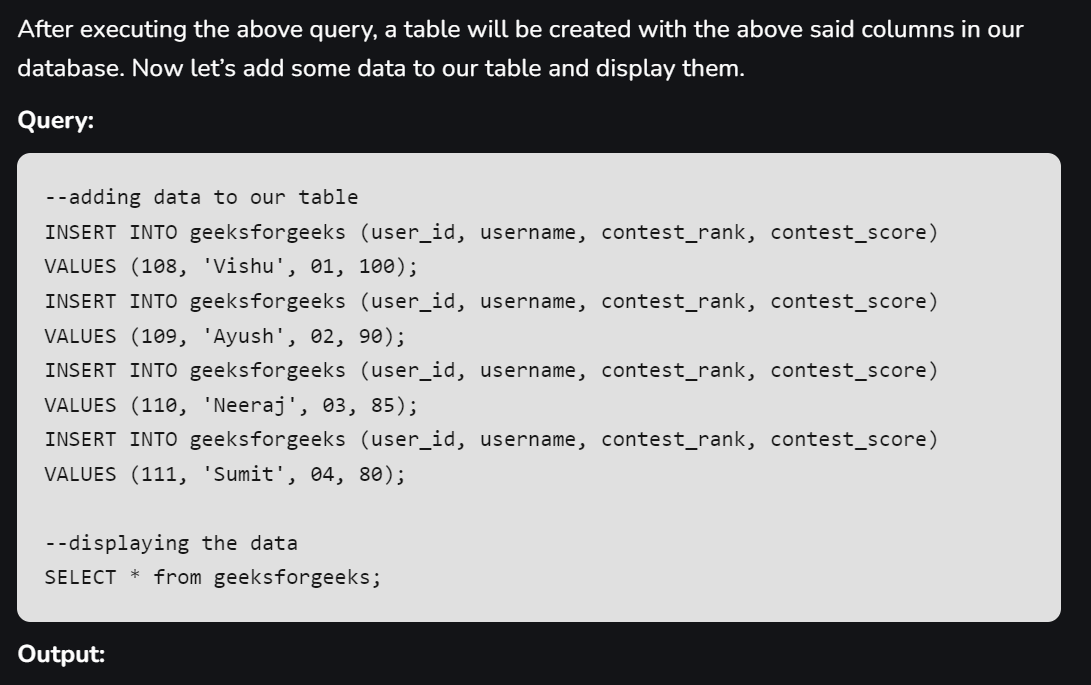 After executing the above query, a table will be created with the above said columns in our
database. Now let’s add some data to our table and display them.
Query:
--adding data to our table
INSERT INTO geeksforgeeks (user_id, username, contest_rank, contest_score)
VALUES (108, 'Vishu', 01, 100);
INSERT INTO geeksforgeeks (user_id, username, contest_rank, contest_score)
VALUES (109, 'Ayush', 02, 90);
INSERT INTO geeksforgeeks (user_id, username, contest_rank, contest_score)
VALUES (110, 'Neeraj', 03, 85);
INSERT INTO geeksforgeeks (user_id, username, contest_rank, contest_score)
VALUES (111, 'Sumit', 04, 80);
--displaying the data
SELECT * from geeksforgeeks;
Output: